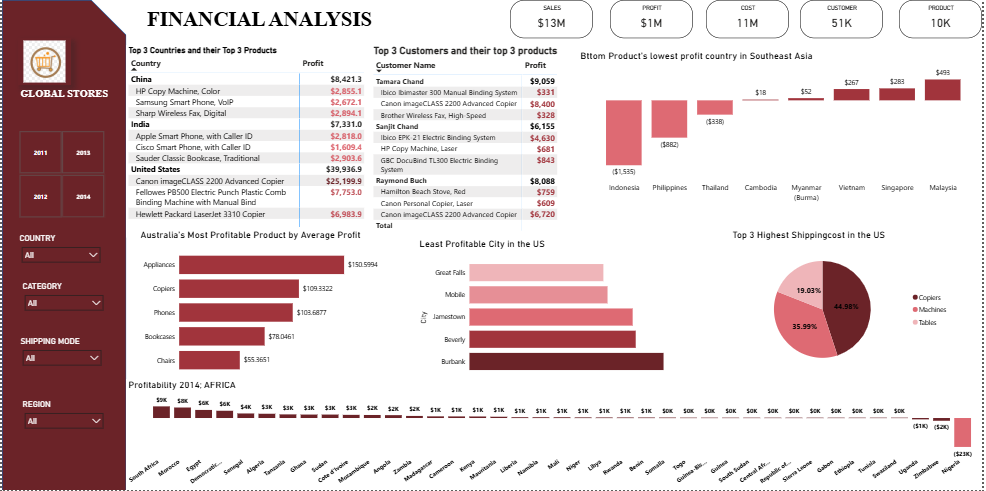 FINANCIAL ANALYSIS
SALES
$13M
PROFIT
$1M
COST
11M
CUSTOMER
51K
PRODUCT
10K
GLOBAL STORES
2011
2013
2012
2014
COUNTRY
All
CATEGORY
All
SHIPPING MODE
All
REGION
All
Top 3 Countries and their Top 3 Products
Country Profit
China $8,421.3
HP Copy Machine, Color $2,855.1
Samsung Smart Phone, VoIP $2,672.1
Sharp Wireless Fax, Digital $2,894.1
India $7,331.0
Apple Smart Phone, with Caller ID $2,818.0
Cisco Smart Phone, with Caller ID $1,609.4
Sauder Classic Bookcase, Traditional $2,903.6
United States $39,936.9
Canon imageCLASS 2200 Advanced Copier $25,199.9
Fellowes PB500 Electric Punch Plastic Comb $7,753.0
Binding Machine with Manual Bind
Hewlett Packard LaserJet 3310 Copier $6,983.9
Top 3 Customers and their top 3 products
Customer Name Profit
Tamara Chand $9,059
Ibico Ibimaster 300 Manual Binding System $331
Canon imageCLASS 2200 Advanced Copier $8,400
Brother Wireless Fax, High-Speed $328
Sanjit Chand $6,155
Ibico EPK-21 Electric Binding System $4,630
HP Copy Machine, Laser $681
GBC DocuBind TL300 Electric Binding $843
System
Raymond Buch $8,088
Hamilton Beach Stove, Red $759
Canon Personal Copier, Laser $609
Canon imageCLASS 2200 Advanced Copier $6,720
Total
Bttom Product's lowest profit country in Southeast Asia
($1,535)
($882)
($338)
$18
$52
$267
$283
$493
Indonesia
Philippines
Thailand
Cambodia
Myanmar
(Burma)
Vietnam
Singapore
Malaysia
Australia's Most Profitable Product by Average Profit
Appliances $150.5994
Copiers $109.3322
Phones $103.6877
Bookcases $78.0461
Chairs $55.3651
Least Profitable City in the US
City
Great Falls
Mobile
Jamestown
Beverly
Burbank
Top 3 Highest Shippingcost in the US
19.03%
44.98%
35.99%
Copiers
Machines
Tables
Profitability 2014; AFRICA
$9K $8K $6K $6K $4K $3K $3K $3K $3K $3K $2K $2K $2K $1K $1K $1K $1K $1K $1K $1K $1K $1K $1K $0K $0K $0K $0K $0K $0K $0K $0K $0K $0K $0K $0K ($1K) ($2K) ($23K)
South Africa
Morocco
Egypt
Democratic...
Senegal
Algeria
Tanzania
Ghana
Sudan
Cote d'Ivoire
Mozambique
Angola
Zambia
Madagascar
Cameroon
Kenya
Mauritania
Liberia
Namibia
Mali
Niger
Libya
Rwanda
Benin
Somalia
Togo
Guinea-Bis...
Guinea
South Sudan
Central Afr...
Republic of...
Sierra Leone
Gabon
Ethiopia
Tunisia
Swaziland
Uganda
Zimbabwe
Nigeria